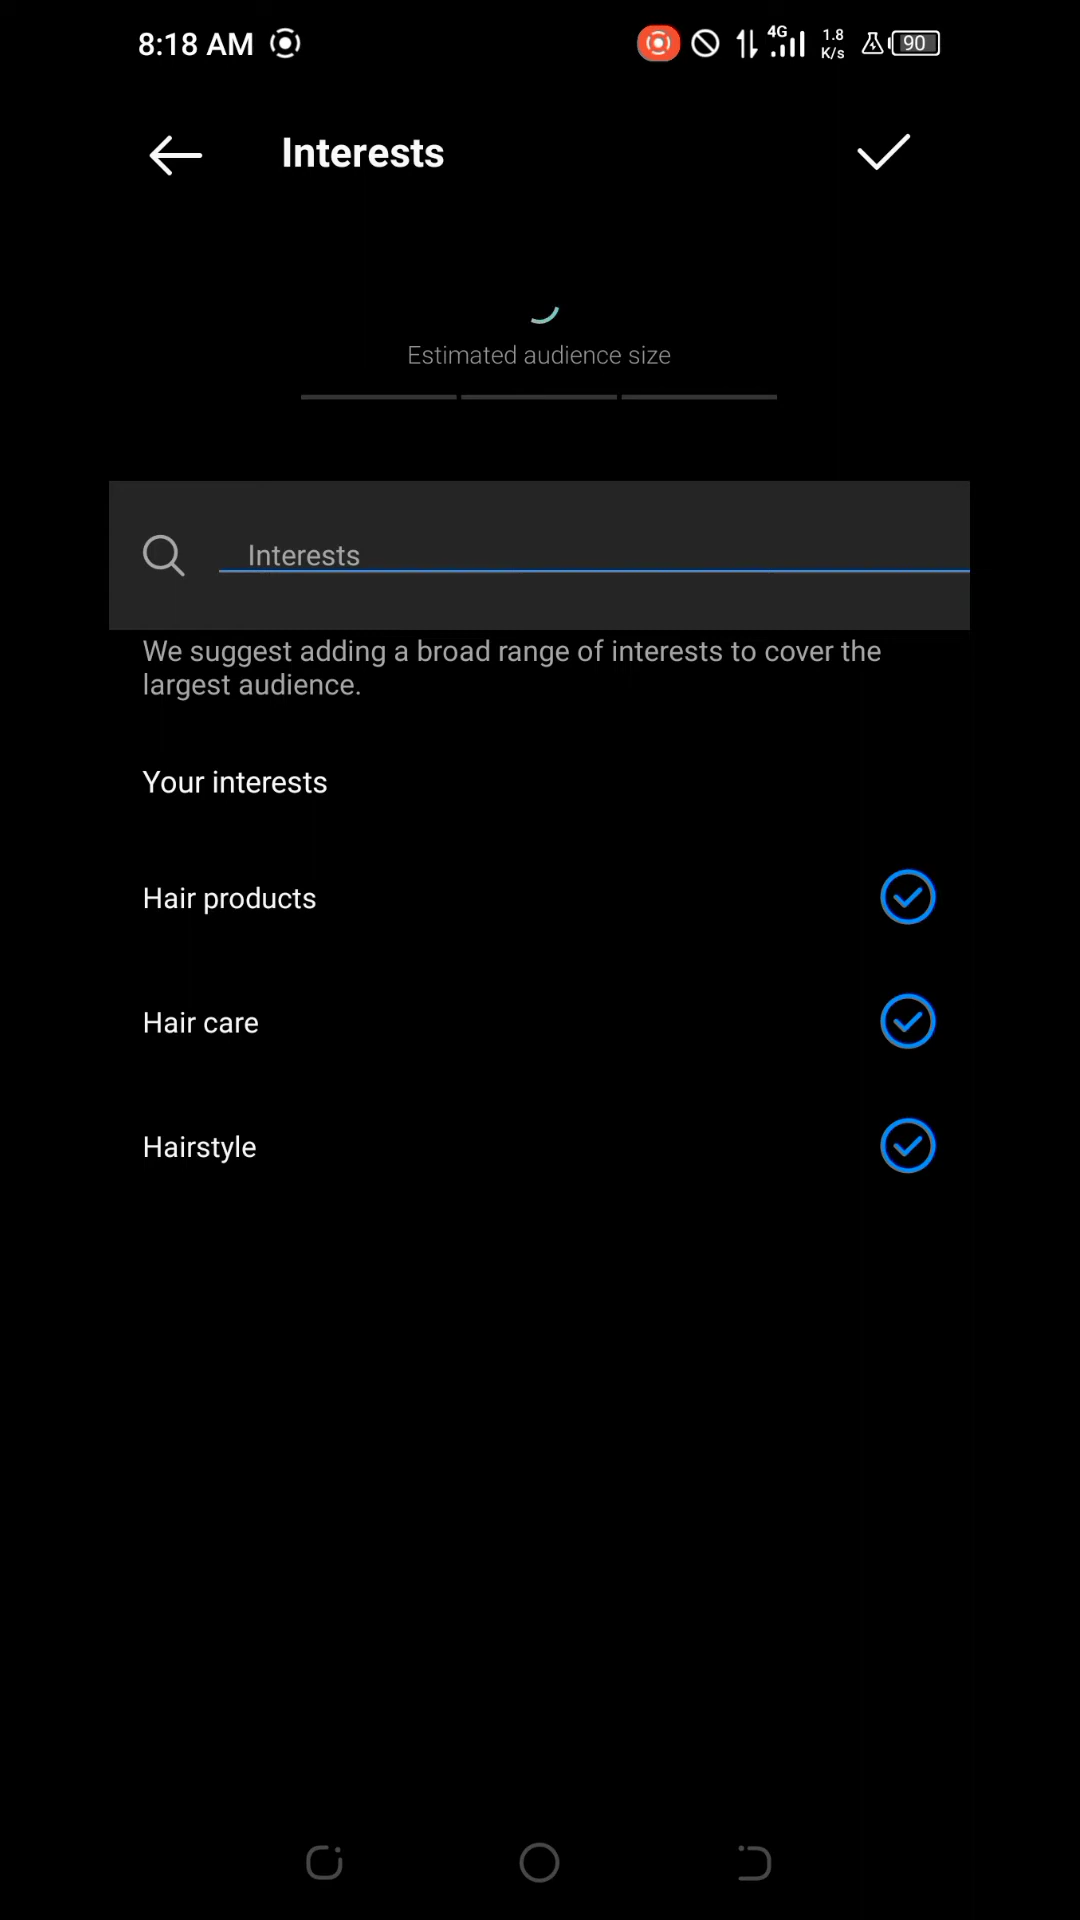 8:18 AM 4G 1.8 K/s 90
Interests
Estimated audience size
Interests
We suggest adding a broad range of interests to cover the
largest audience.
Your interests
Hair products
Hair care
Hairstyle